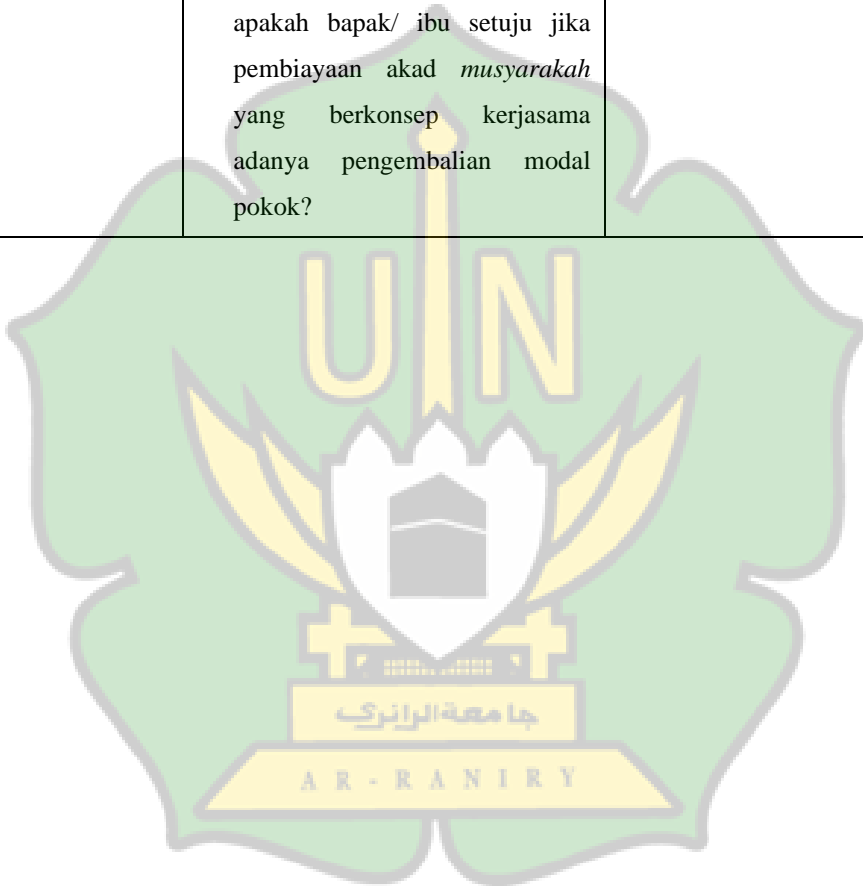 apakah bapak/ ibu setuju jika
pembiayaan akad musyarakah
yang berkonsep kerjasama
adanya pengembalian modal
pokok?
UIN
جامعة الرانري
AR-RANIRY